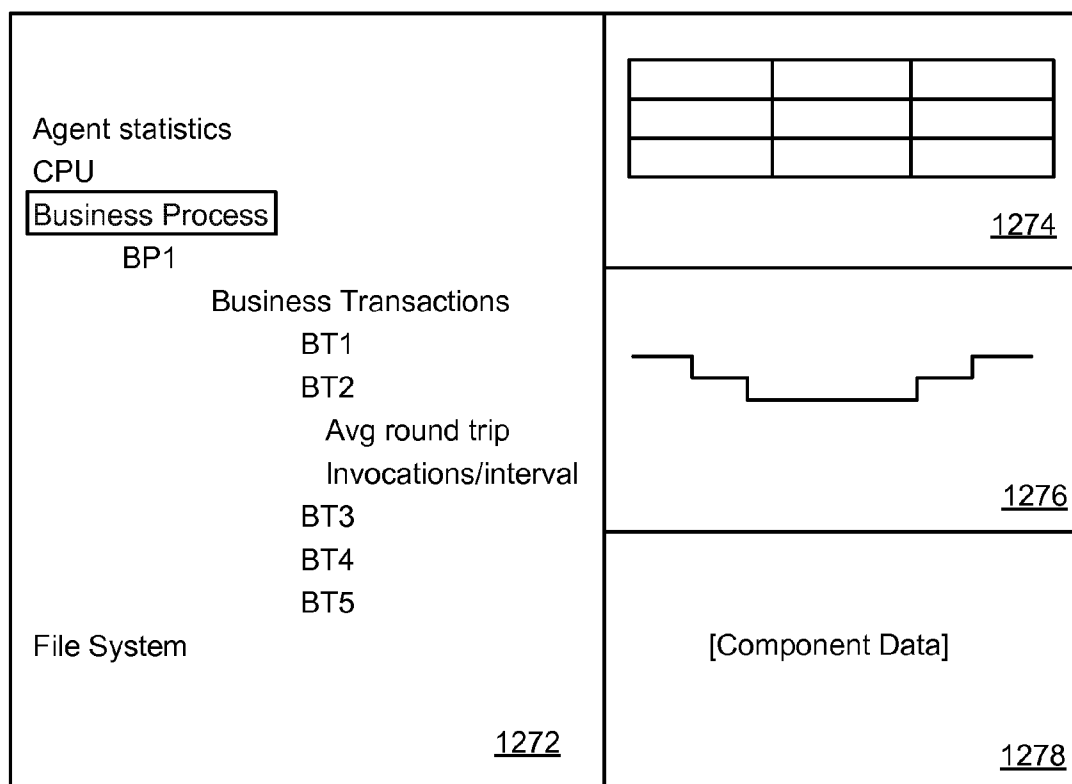 Agent statistics
CPU
Business Process
BP1
Business Transactions
BT1
BT2
Avg round trip
Invocations/interval
BT3
BT4
BT5
File System
1272
1274
1276
[Component Data]
1278